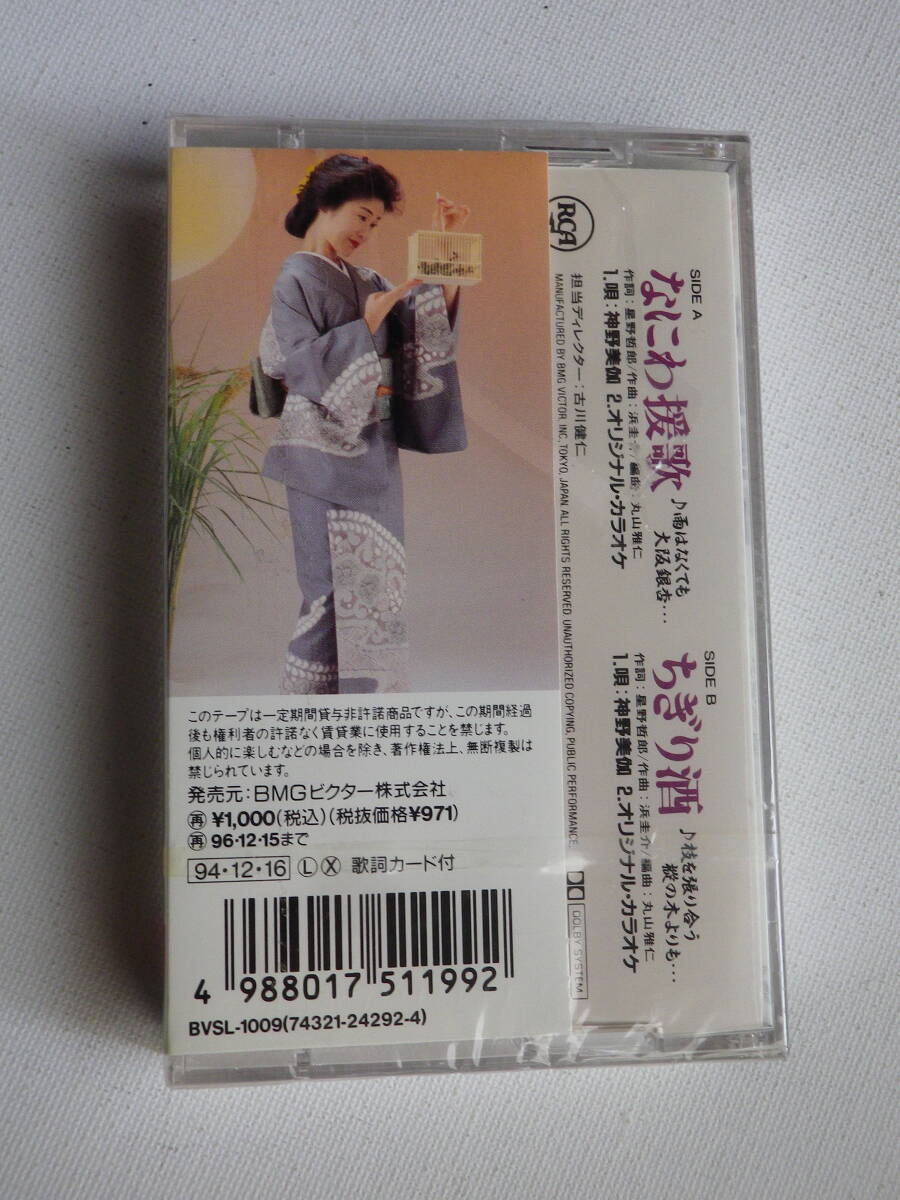 RCA
SIDE A
なにわ援歌
♪雨はなくても
大阪銀杏…
作詞:星野哲郎/作曲:浜圭介/編曲:丸山雅仁
1.唄:神野美伽 2.オリジナル・カラオケ
SIDE B
ちぎり酒
♪枝を張り合う
欉の木よりも…
作詞:星野哲郎/作曲:浜圭介/編曲:丸山雅仁
1.唄:神野美伽 2.オリジナル・カラオケ
担当ディレクター:古川健仁
MANUFACTURED BY BMG VICTOR, INC., TOKYO, JAPAN ALL RIGHTS RESERVED. UNAUTHORIZED COPYING, PUBLIC PERFORMANCE,
DOLBY SYSTEM
このテープは一定期間貸与非許諾商品ですが、この期間経過
後も権利者の許諾なく賃貸業に使用することを禁じます。
個人的に楽しむなどの場合を除き、著作権法上、無断複製は
禁じられています。
発売元:BMGビクター株式会社
再 ¥1,000(税込)(税抜価格¥971)
再 96・12・15まで
94・12・16 L X 歌詞カード付
4 988017 511992
BVSL-1009(74321-24292-4)